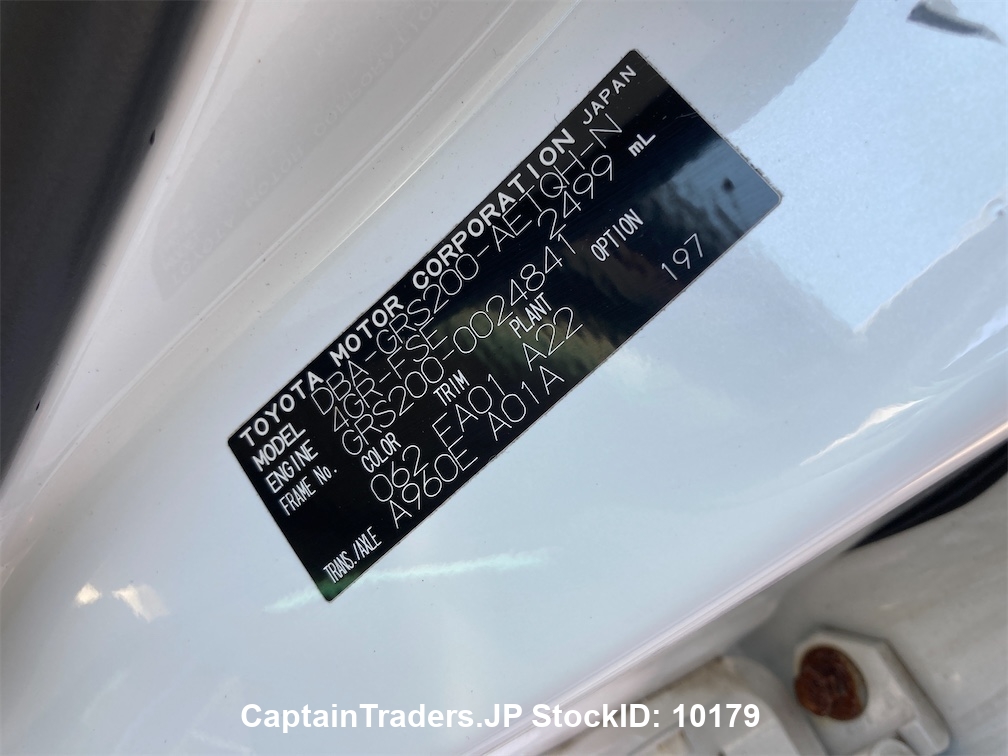 TOYOTA MOTOR CORPORATION JAPAN
MODEL DBA-GRS200-AETQH-N
ENGINE 4GR-FSE 2499 mL
FRAME No. GRS200-0024841
COLOR TRIM PLANT OPTION
062 EA01 A22 197
TRANS./AXLE A960E A01A
CaptainTraders.JP StockID: 10179